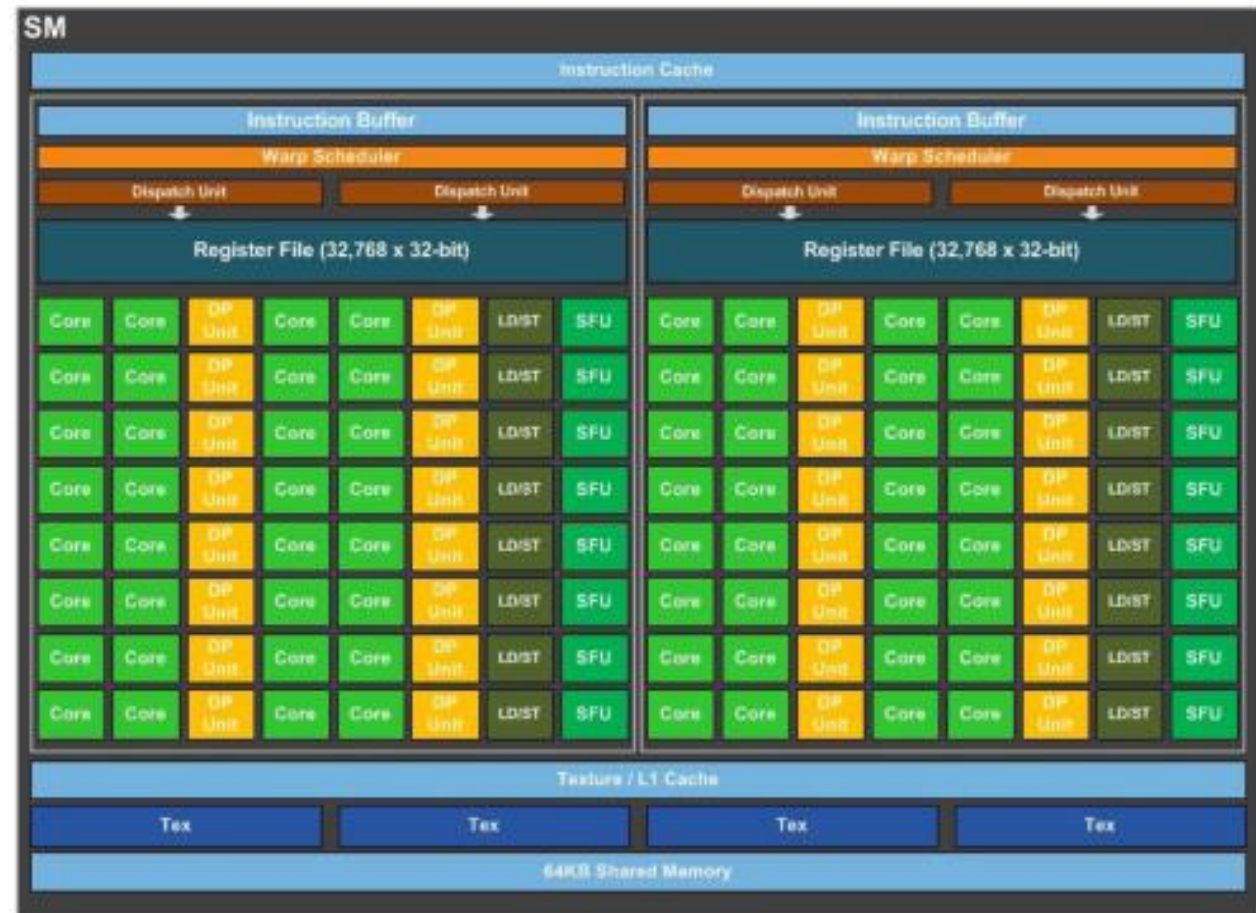 SM
Instruction Cache
Instruction Buffer Instruction Buffer
Warp Scheduler Warp Scheduler
Dispatch Unit Dispatch Unit Dispatch Unit Dispatch Unit
Register File (32,768 x 32-bit) Register File (32,768 x 32-bit)
Core Core DP Unit Core Core DP Unit LD/ST SFU Core Core DP Unit Core Core DP Unit LD/ST SFU
Core Core DP Unit Core Core DP Unit LD/ST SFU Core Core DP Unit Core Core DP Unit LD/ST SFU
Core Core DP Unit Core Core DP Unit LD/ST SFU Core Core DP Unit Core Core DP Unit LD/ST SFU
Core Core DP Unit Core Core DP Unit LD/ST SFU Core Core DP Unit Core Core DP Unit LD/ST SFU
Core Core DP Unit Core Core DP Unit LD/ST SFU Core Core DP Unit Core Core DP Unit LD/ST SFU
Core Core DP Unit Core Core DP Unit LD/ST SFU Core Core DP Unit Core Core DP Unit LD/ST SFU
Core Core DP Unit Core Core DP Unit LD/ST SFU Core Core DP Unit Core Core DP Unit LD/ST SFU
Core Core DP Unit Core Core DP Unit LD/ST SFU Core Core DP Unit Core Core DP Unit LD/ST SFU
Texture / L1 Cache
Tex Tex Tex Tex
64KB Shared Memory